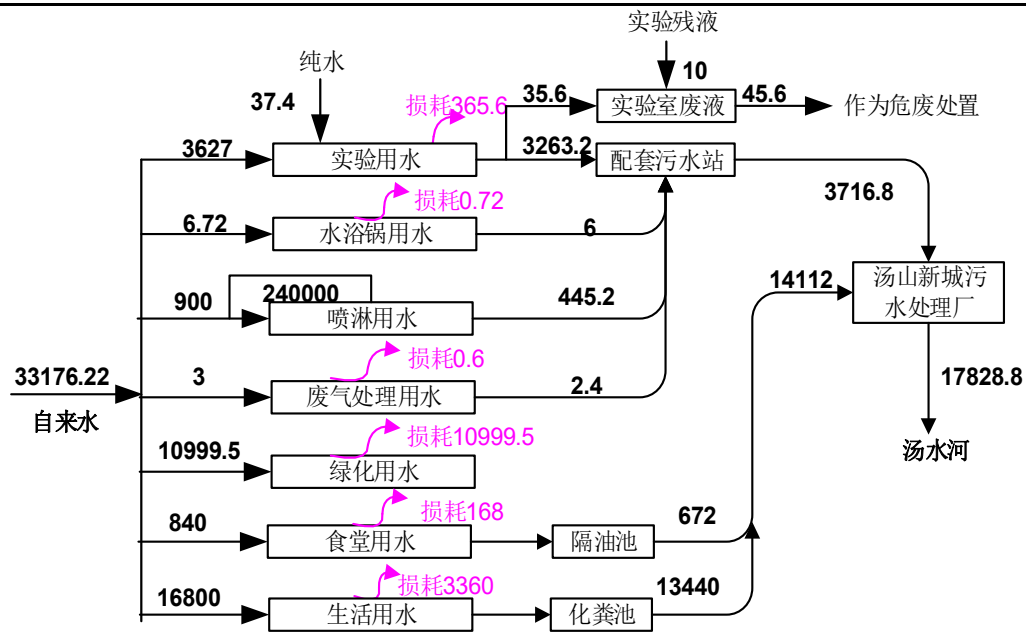 实验残液
纯水
10
37.4
损耗365.6
35.6
实验室废液
45.6
作为危废处置
3627
实验用水
3263.2
配套污水站
3716.8
损耗0.72
6.72
水浴锅用水
6
240000
900
喷淋用水
445.2
14112
汤山新城污
水处理厂
损耗0.6
33176.22
自来水
3
废气处理用水
2.4
17828.8
损耗10999.5
10999.5
绿化用水
汤水河
损耗168
840
食堂用水
隔油池
672
损耗3360
16800
生活用水
化粪池
13440